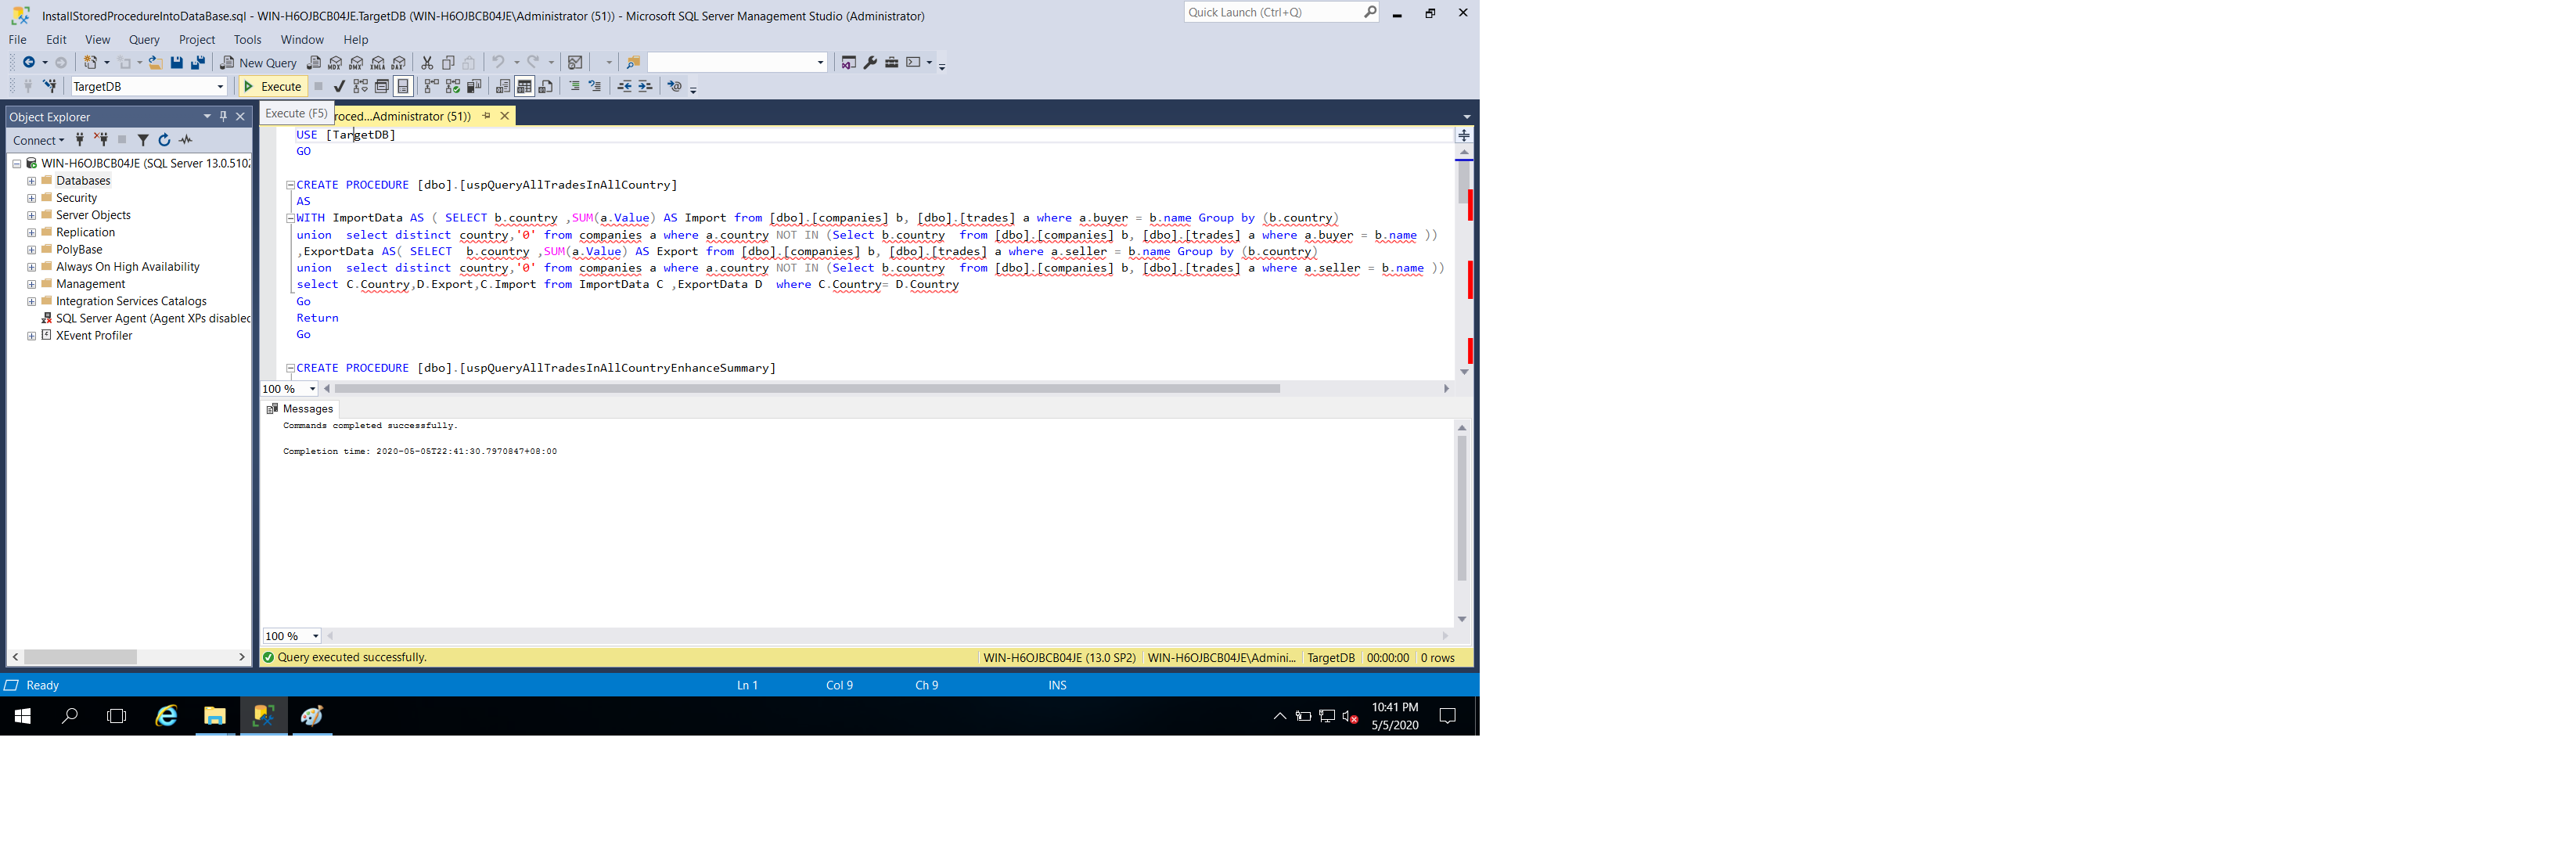 InstallStoredProcedureIntoDataBase.sql - WIN-H6OJBCB04JE.TargetDB (WIN-H6OJBCB04JE\Administrator (51)) - Microsoft SQL Server Management Studio (Administrator)
Quick Launch (Ctrl+Q)
File Edit View Query Project Tools Window Help
New Query MDX DMX XMLA DAX
TargetDB Execute
Execute (F5)
roced...Administrator (51))
Object Explorer
Connect
WIN-H6OJBCB04JE (SQL Server 13.0.510
Databases
Security
Server Objects
Replication
PolyBase
Always On High Availability
Management
Integration Services Catalogs
SQL Server Agent (Agent XPs disabled
XEvent Profiler
USE [TargetDB]
GO
CREATE PROCEDURE [dbo].[uspQueryAllTradesInAllCountry]
AS
WITH ImportData AS ( SELECT b.country ,SUM(a.Value) AS Import from [dbo].[companies] b, [dbo].[trades] a where a.buyer = b.name Group by (b.country)
union  select distinct country,'0' from companies a where a.country NOT IN (Select b.country  from [dbo].[companies] b, [dbo].[trades] a where a.buyer = b.name ))
,ExportData AS( SELECT  b.country ,SUM(a.Value) AS Export from [dbo].[companies] b, [dbo].[trades] a where a.seller = b.name Group by (b.country)
union  select distinct country,'0' from companies a where a.country NOT IN (Select b.country  from [dbo].[companies] b, [dbo].[trades] a where a.seller = b.name ))
select C.Country,D.Export,C.Import from ImportData C ,ExportData D  where C.Country= D.Country
Go
Return
Go
CREATE PROCEDURE [dbo].[uspQueryAllTradesInAllCountryEnhanceSummary]
100 %
Messages
Commands completed successfully.
Completion time: 2020-05-05T22:41:30.7970847+08:00
100 %
Query executed successfully.
WIN-H6OJBCB04JE (13.0 SP2) WIN-H6OJBCB04JE\Admini... TargetDB 00:00:00 0 rows
Ready Ln 1 Col 9 Ch 9 INS
10:41 PM
5/5/2020